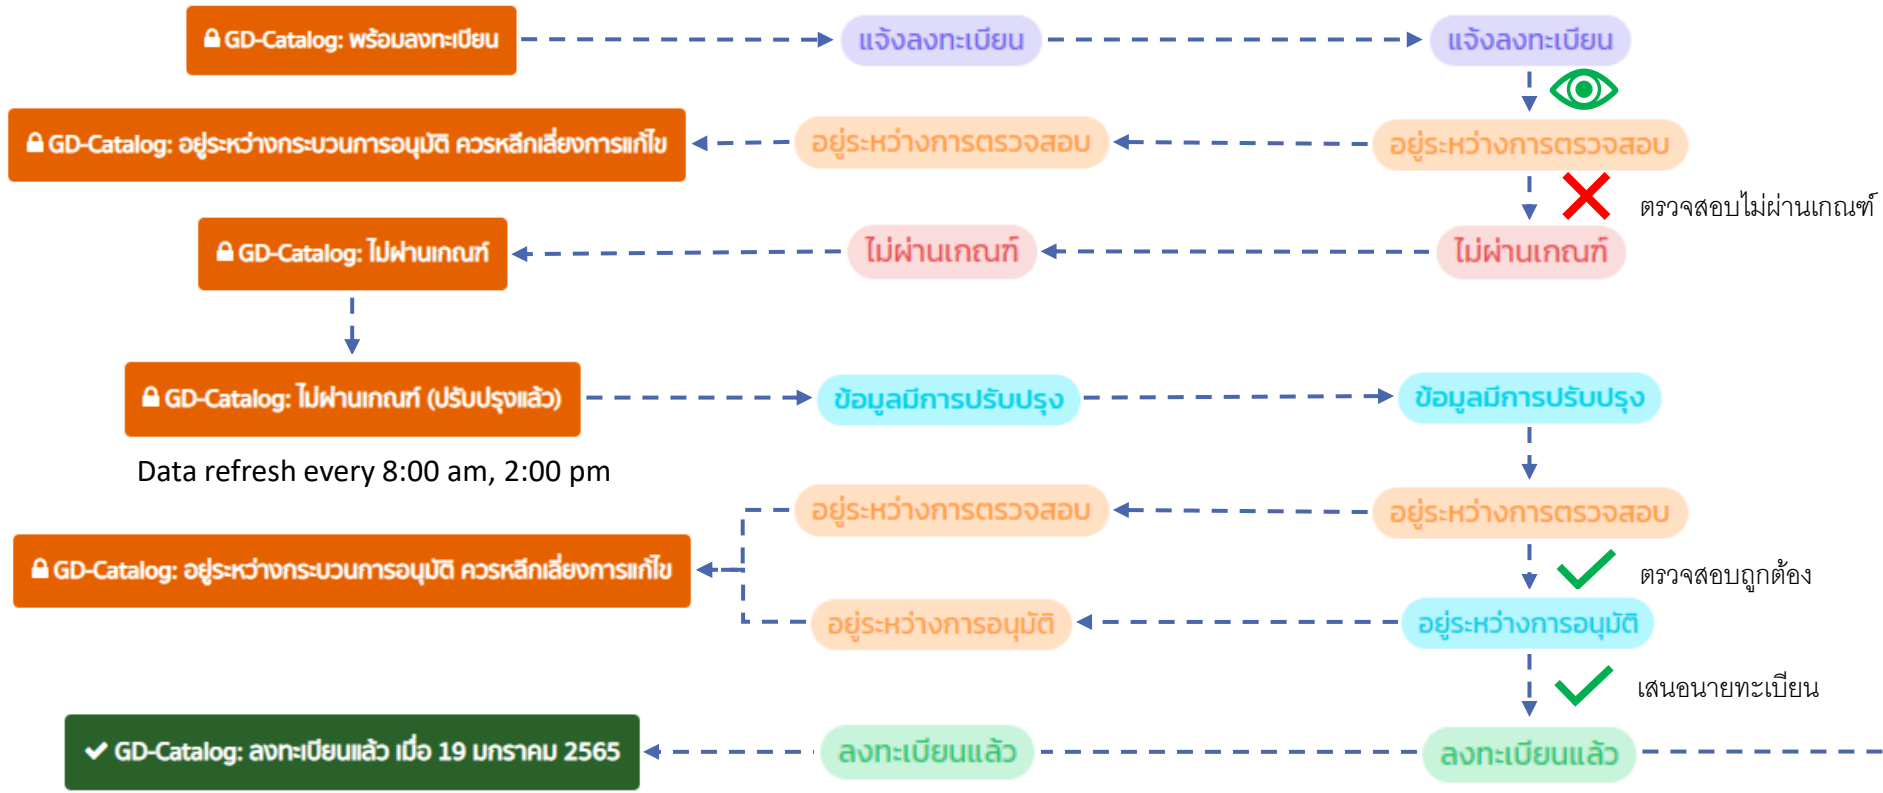 GD-Catalog: พร้อมลงทะเบียน
แจ้งลงทะเบียน
แจ้งลงทะเบียน
GD-Catalog: อยู่ระหว่างกระบวนการอนุมัติ ควรหลีกเลี่ยงการแก้ไข
อยู่ระหว่างการตรวจสอบ
อยู่ระหว่างการตรวจสอบ
ตรวจสอบไม่ผ่านเกณฑ์
GD-Catalog: ไม่ผ่านเกณฑ์
ไม่ผ่านเกณฑ์
ไม่ผ่านเกณฑ์
GD-Catalog: ไม่ผ่านเกณฑ์ (ปรับปรุงแล้ว)
ข้อมูลมีการปรับปรุง
ข้อมูลมีการปรับปรุง
Data refresh every 8:00 am, 2:00 pm
อยู่ระหว่างการตรวจสอบ
อยู่ระหว่างการตรวจสอบ
GD-Catalog: อยู่ระหว่างกระบวนการอนุมัติ ควรหลีกเลี่ยงการแก้ไข
ตรวจสอบถูกต้อง
อยู่ระหว่างการอนุมัติ
อยู่ระหว่างการอนุมัติ
เสนอนายทะเบียน
GD-Catalog: ลงทะเบียนแล้ว เมื่อ 19 มกราคม 2565
ลงทะเบียนแล้ว
ลงทะเบียนแล้ว